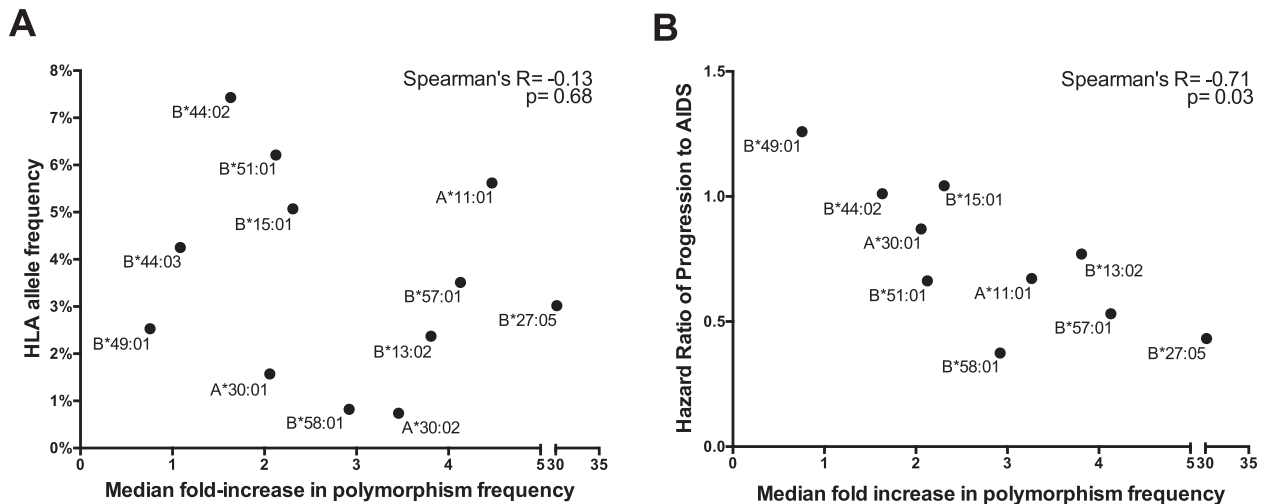 A
Spearman's R= -0.13
p= 0.68
HLA allele frequency
8%
7%
6%
5%
4%
3%
2%
1%
0%
B*44:02
B*51:01
A*11:01
B*15:01
B*44:03
B*57:01
B*27:05
B*49:01
B*13:02
A*30:01
B*58:01
A*30:02
0 1 2 3 4 5 30 35
Median fold-increase in polymorphism frequency
B
Spearman's R= -0.71
p= 0.03
Hazard Ratio of Progression to AIDS
1.5
1.0
0.5
0.0
B*49:01
B*44:02
B*15:01
A*30:01
B*13:02
B*51:01
A*11:01
B*57:01
B*27:05
B*58:01
0 1 2 3 4 5 30 35
Median fold increase in polymorphism frequency